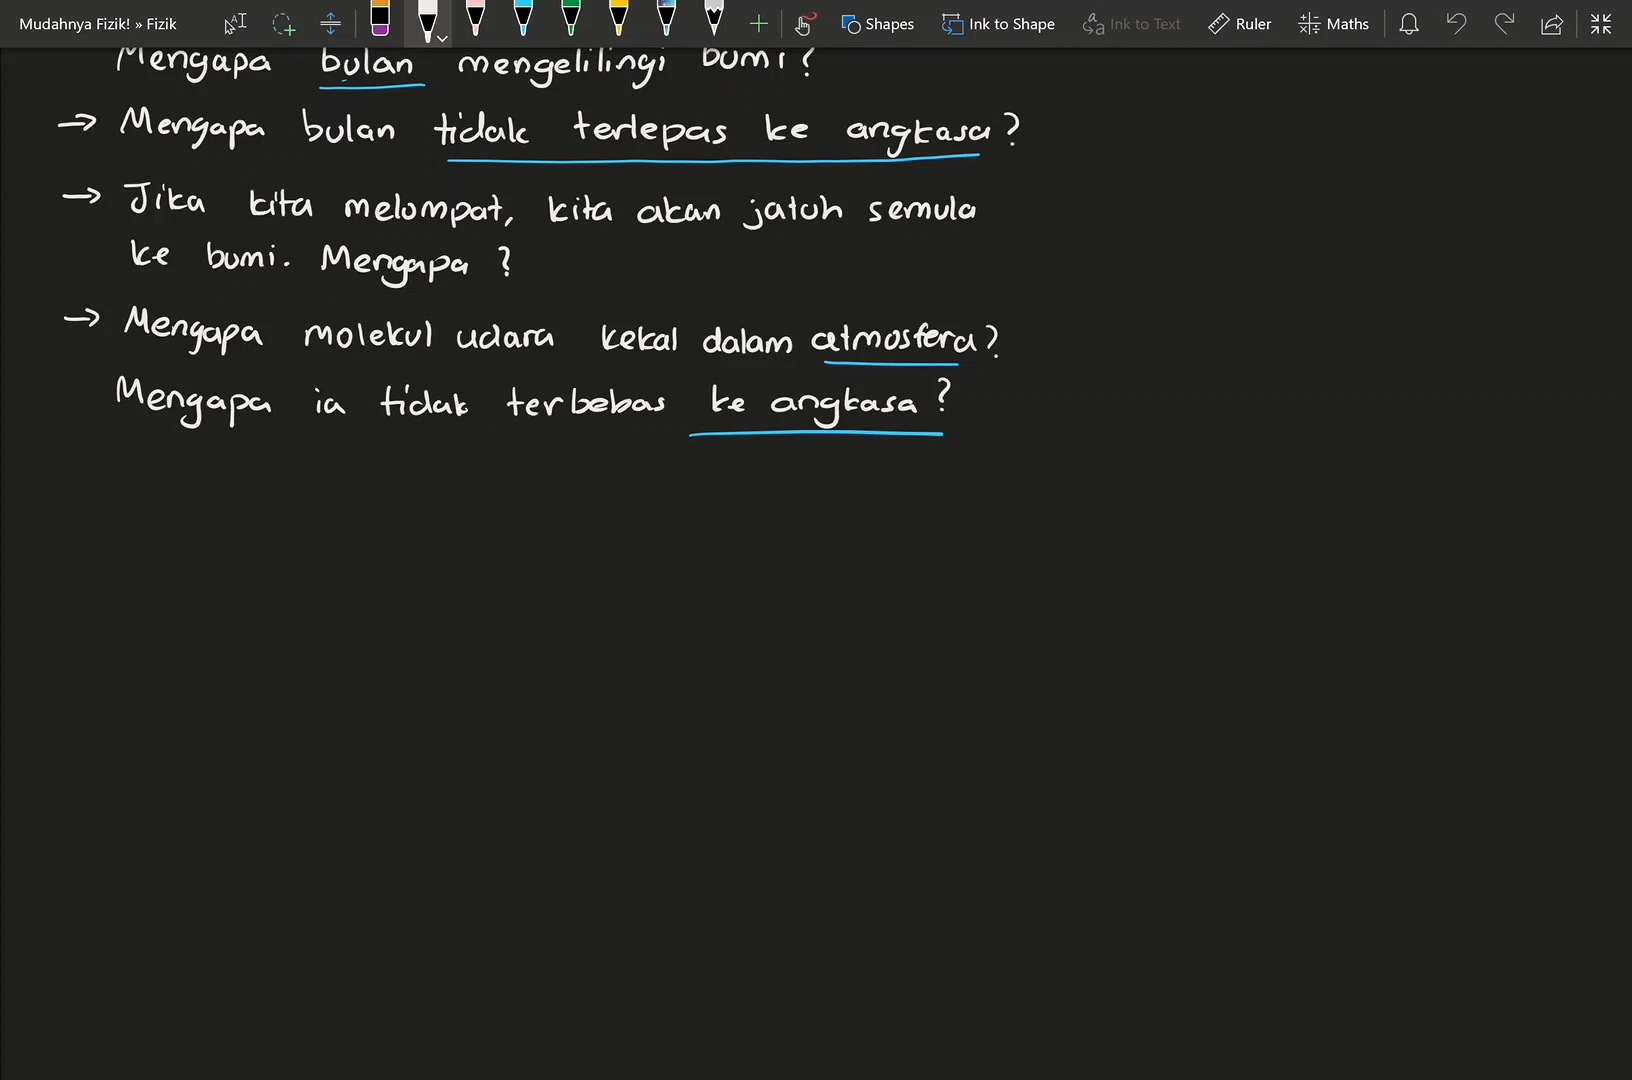 Mudahnya Fizik! » Fizik
Shapes
Ink to Shape
Ink to Text
Ruler
Maths
Mengapa bulan mengelilingi bumi?
→ Mengapa bulan tidak terlepas ke angkasa?
→ Jika kita melompat, kita akan jatuh semula
ke bumi. Mengapa?
→ Mengapa molekul udara kekal dalam atmosfera?
Mengapa ia tidak terbebas ke angkasa?